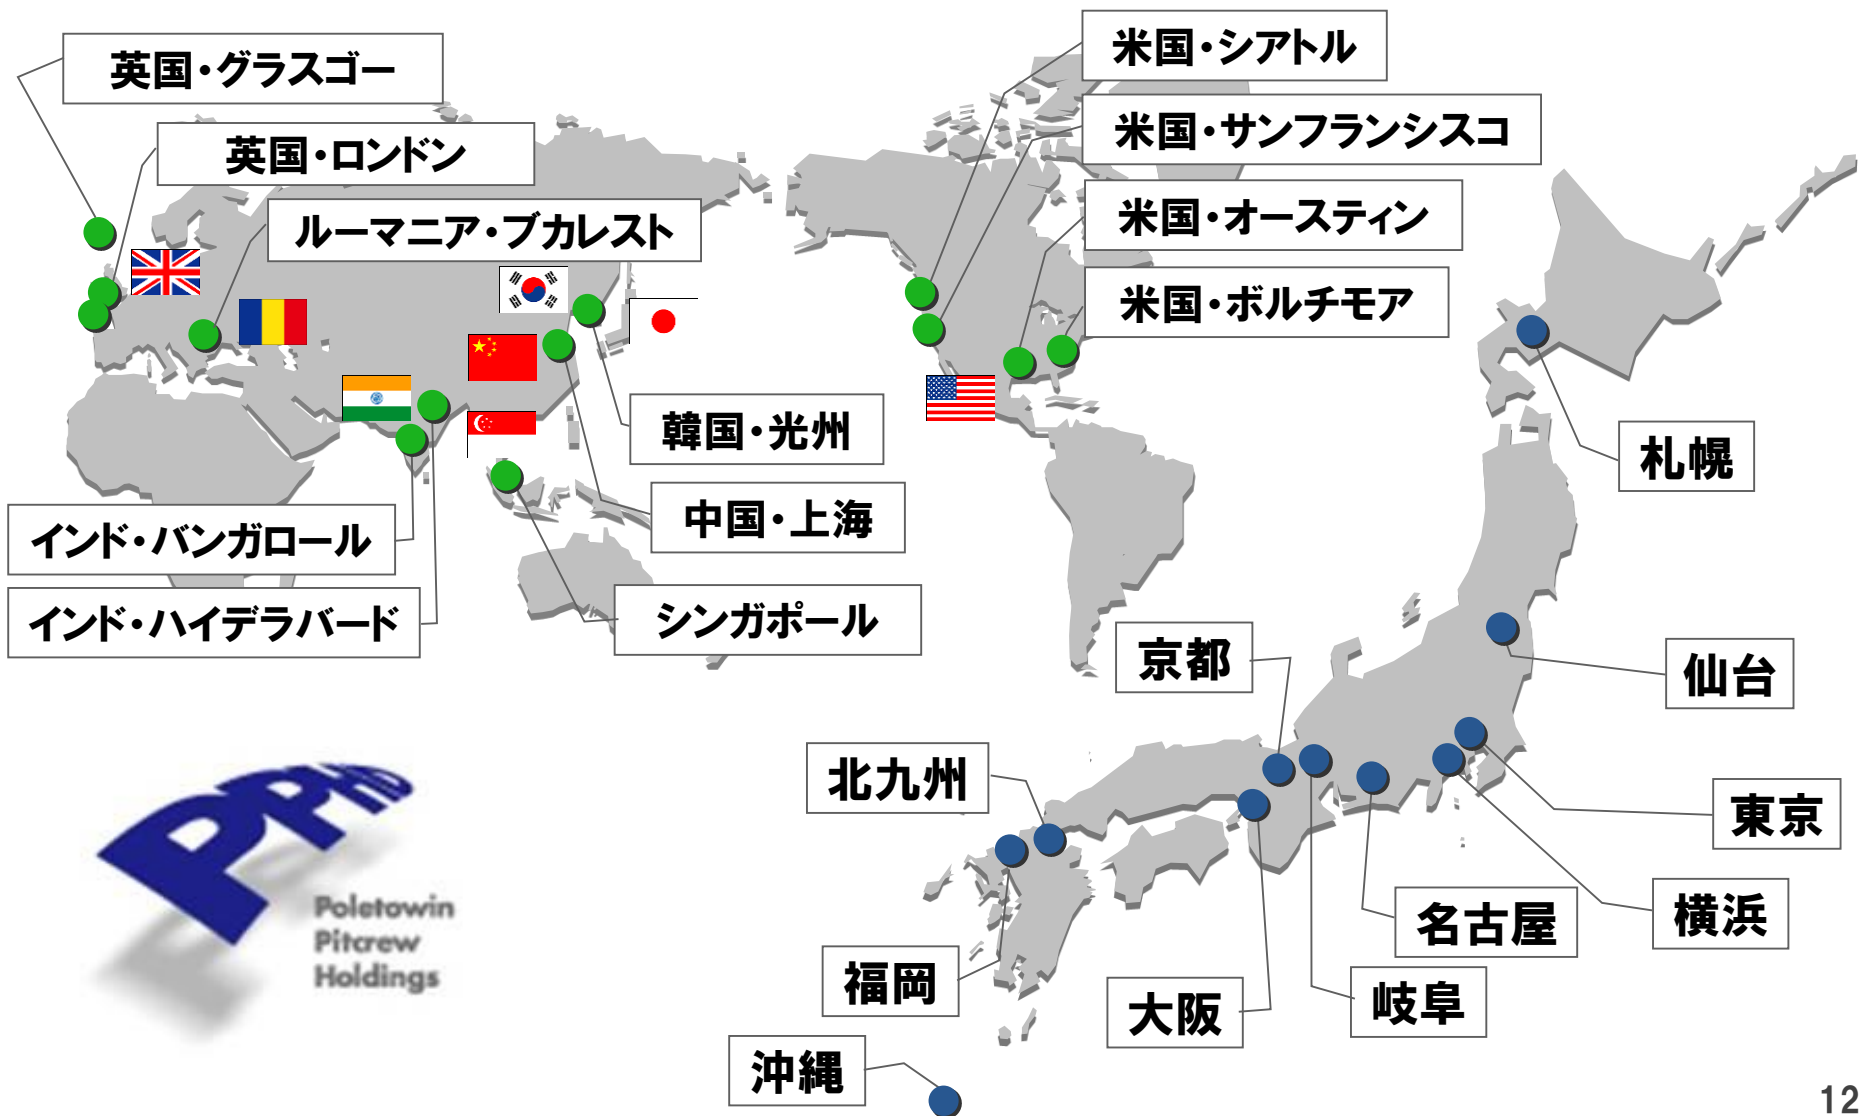 英国・グラスゴー
英国・ロンドン
ルーマニア・ブカレスト
米国・シアトル
米国・サンフランシスコ
米国・オースティン
米国・ボルチモア
韓国・光州
中国・上海
シンガポール
インド・バンガロール
インド・ハイデラバード
札幌
仙台
京都
北九州
東京
横浜
名古屋
岐阜
大阪
福岡
沖縄
PPHD
Poletowin
Pitcrew
Holdings
12